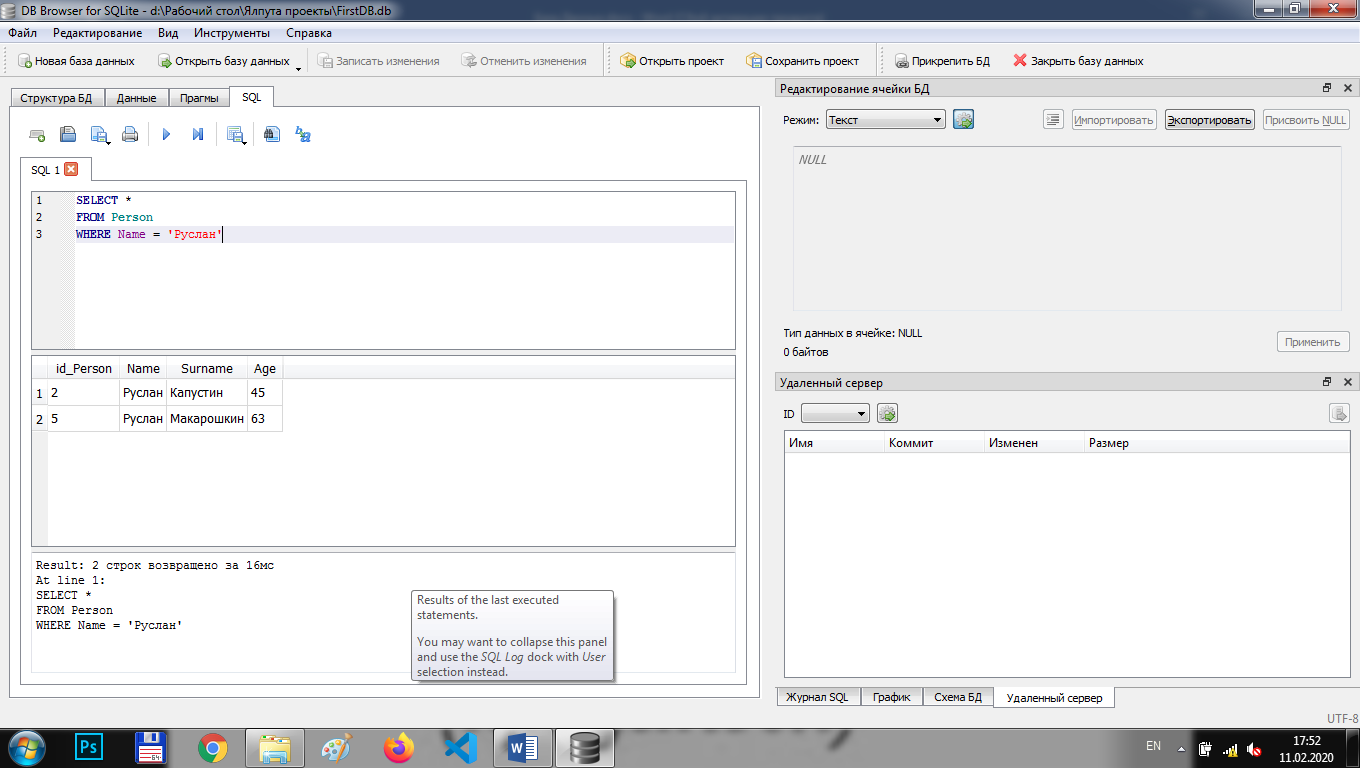 DB Browser for SQLite - d:\Рабочий стол\Ялпута проекты\FirstDB.db
Файл Редактирование Вид Инструменты Справка
Новая база данных Открыть базу данных Записать изменения Отменить изменения Открыть проект Сохранить проект Прикрепить БД Закрыть базу данных
Структура БД Данные Прагмы SQL
SQL 1
1 SELECT *
2 FROM Person
3 WHERE Name = 'Руслан'
id_Person Name Surname Age
1 2 Руслан Капустин 45
2 5 Руслан Макарошкин 63
Result: 2 строк возвращено за 16мс
At line 1:
SELECT *
FROM Person
WHERE Name = 'Руслан'
Results of the last executed
statements.
You may want to collapse this panel
and use the SQL Log dock with User
selection instead.
Редактирование ячейки БД
Режим: Текст Импортировать Экспортировать Присвоить NULL
NULL
Тип данных в ячейке: NULL
0 байтов
Применить
Удаленный сервер
ID
Имя Коммит Изменен Размер
Журнал SQL График Схема БД Удаленный сервер
UTF-8
Ps
64
W
EN
17:52
11.02.2020